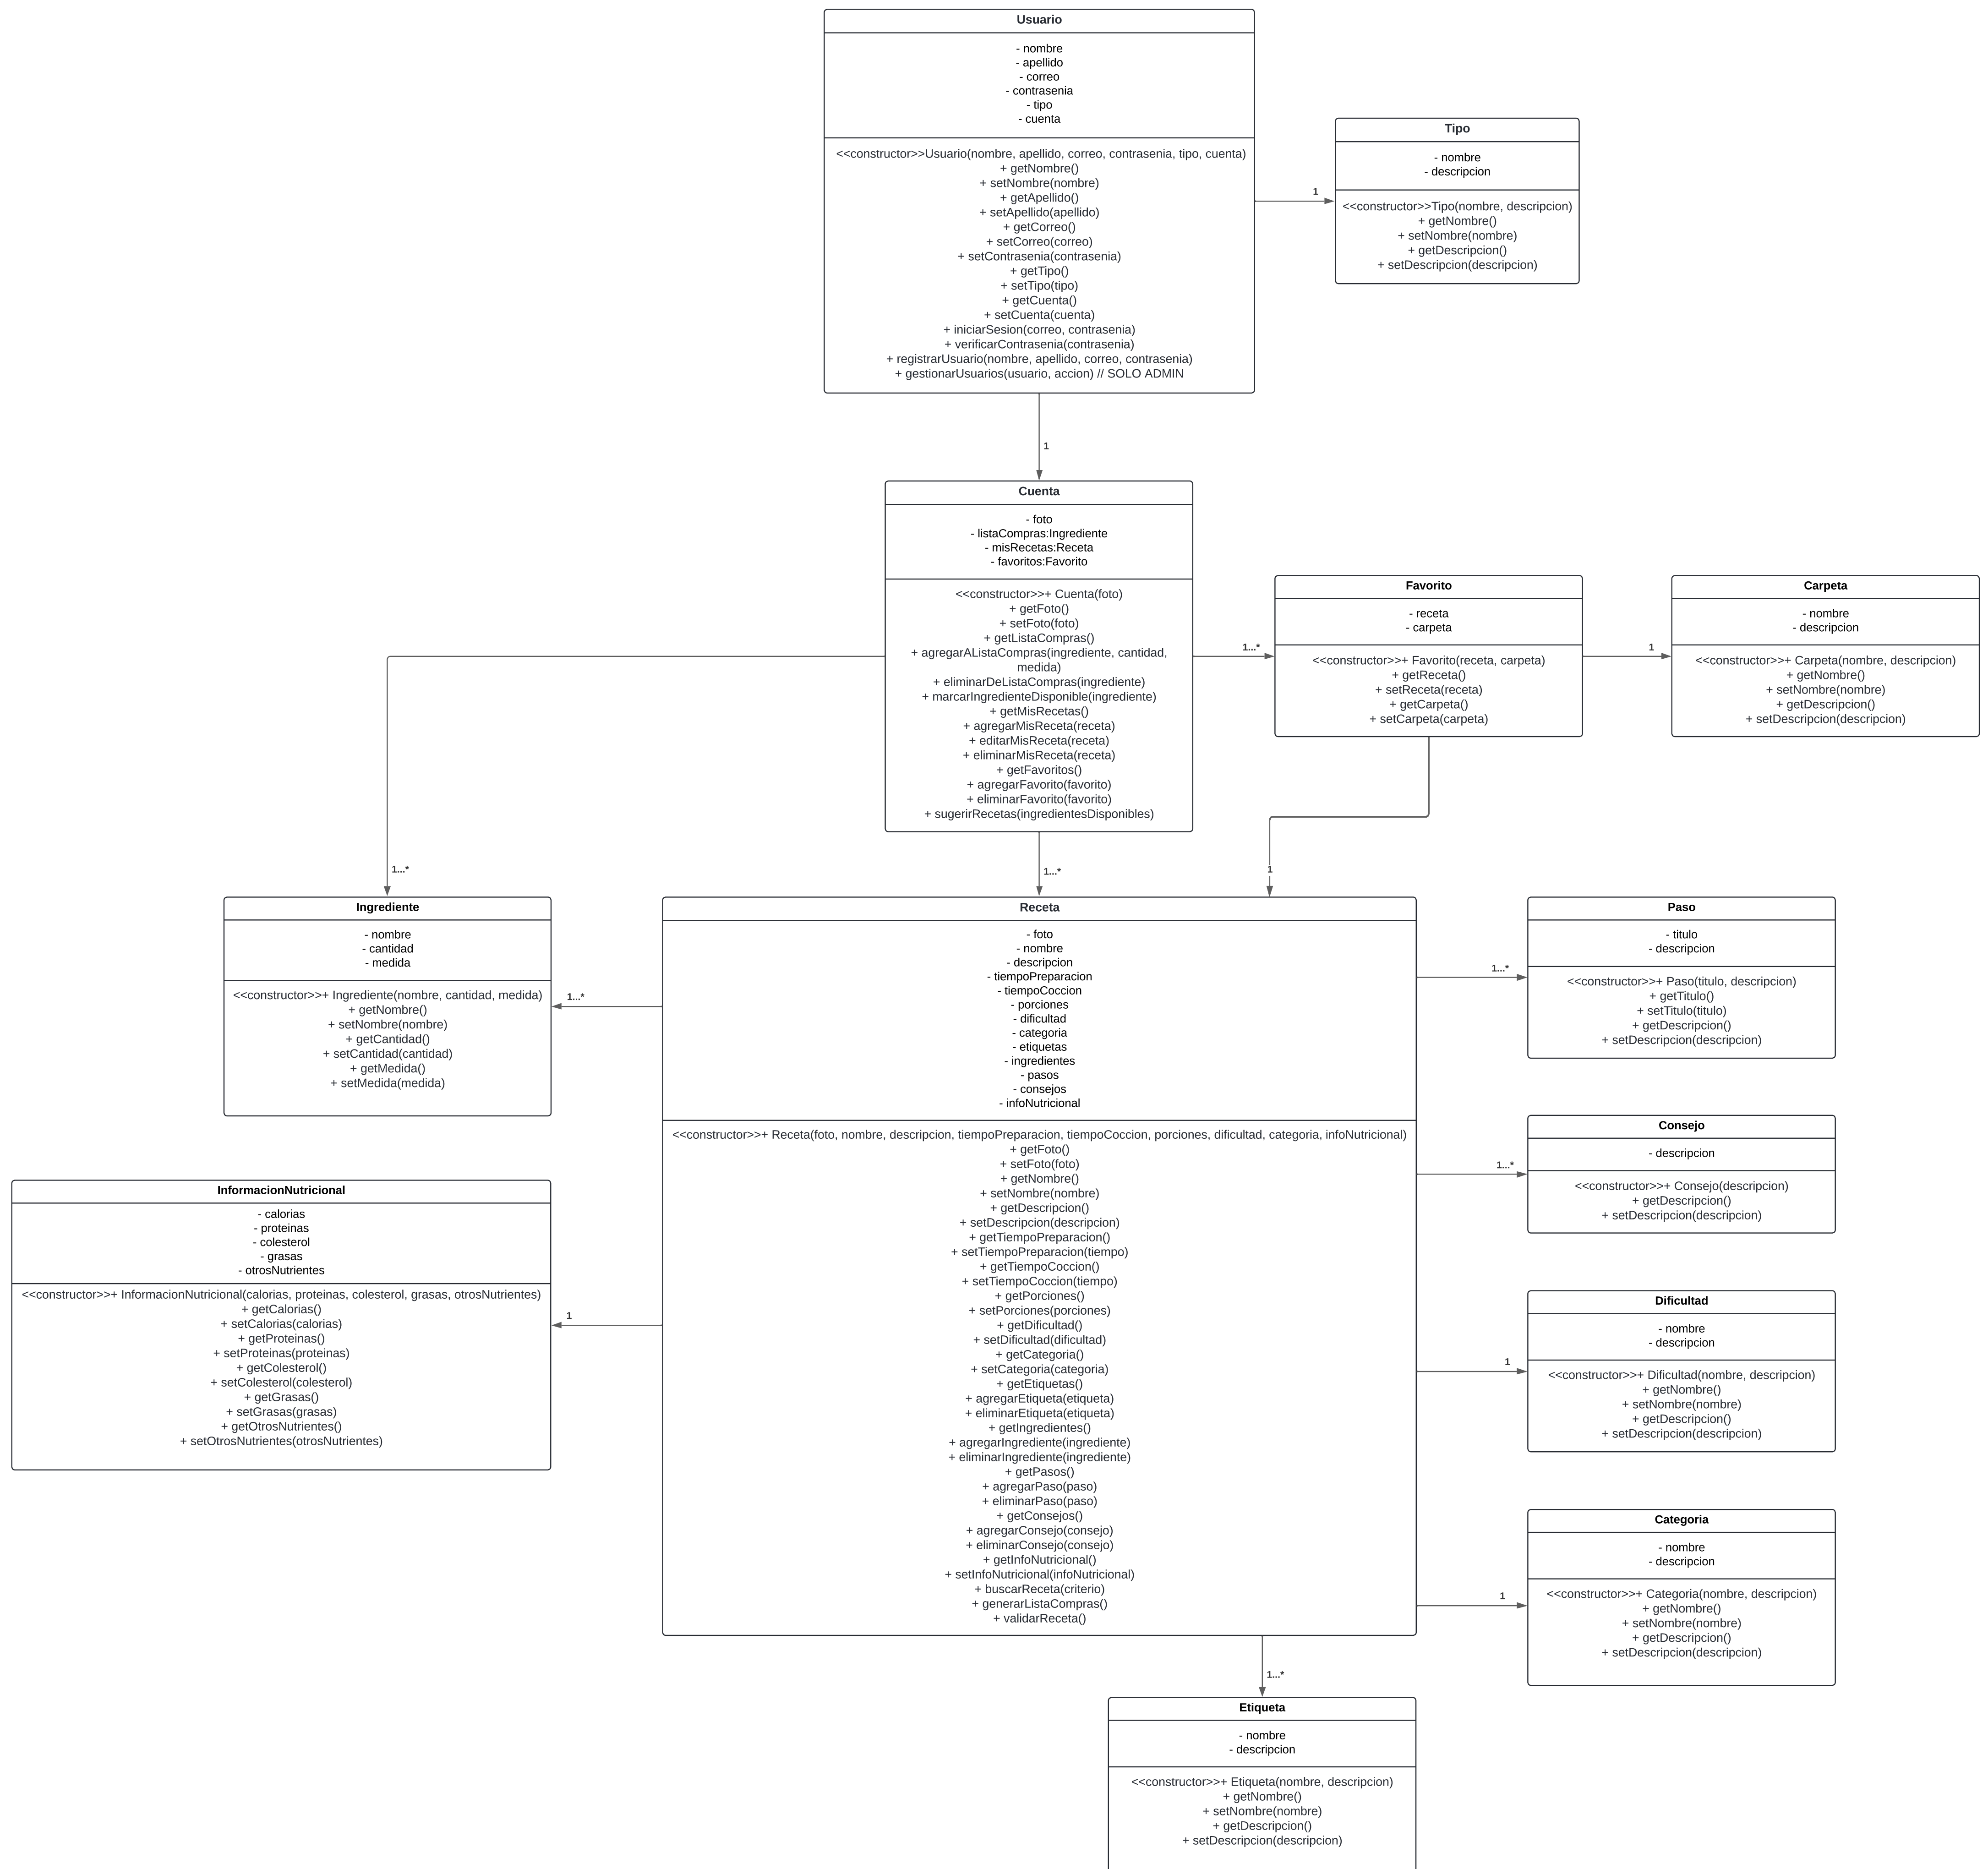 Usuario
- nombre
- apellido
- correo
- contrasenia
- tipo
- cuenta
<<constructor>>Usuario(nombre, apellido, correo, contrasenia, tipo, cuenta)
+ getNombre()
+ setNombre(nombre)
+ getApellido()
+ setApellido(apellido)
+ getCorreo()
+ setCorreo(correo)
+ setContrasenia(contrasenia)
+ getTipo()
+ setTipo(tipo)
+ getCuenta()
+ setCuenta(cuenta)
+ iniciarSesion(correo, contrasenia)
+ verificarContrasenia(contrasenia)
+ registrarUsuario(nombre, apellido, correo, contrasenia)
+ gestionarUsuarios(usuario, accion) // SOLO ADMIN
1
Tipo
- nombre
- descripcion
<<constructor>>Tipo(nombre, descripcion)
+ getNombre()
+ setNombre(nombre)
+ getDescripcion()
+ setDescripcion(descripcion)
1
Cuenta
- foto
- listaCompras:Ingrediente
- misRecetas:Receta
- favoritos:Favorito
<<constructor>>+ Cuenta(foto)
+ getFoto()
+ setFoto(foto)
+ getListaCompras()
+ agregarAListaCompras(ingrediente, cantidad,
medida)
+ eliminarDeListaCompras(ingrediente)
+ marcarIngredienteDisponible(ingrediente)
+ getMisRecetas()
+ agregarMisReceta(receta)
+ editarMisReceta(receta)
+ eliminarMisReceta(receta)
+ getFavoritos()
+ agregarFavorito(favorito)
+ eliminarFavorito(favorito)
+ sugerirRecetas(ingredientesDisponibles)
1...*
Favorito
- receta
- carpeta
<<constructor>>+ Favorito(receta, carpeta)
+ getReceta()
+ setReceta(receta)
+ getCarpeta()
+ setCarpeta(carpeta)
1
Carpeta
- nombre
- descripcion
<<constructor>>+ Carpeta(nombre, descripcion)
+ getNombre()
+ setNombre(nombre)
+ getDescripcion()
+ setDescripcion(descripcion)
1...*
1...*
1
Ingrediente
- nombre
- cantidad
- medida
<<constructor>>+ Ingrediente(nombre, cantidad, medida)
+ getNombre()
+ setNombre(nombre)
+ getCantidad()
+ setCantidad(cantidad)
+ getMedida()
+ setMedida(medida)
1...*
Receta
- foto
- nombre
- descripcion
- tiempoPreparacion
- tiempoCoccion
- porciones
- dificultad
- categoria
- etiquetas
- ingredientes
- pasos
- consejos
- infoNutricional
<<constructor>>+ Receta(foto, nombre, descripcion, tiempoPreparacion, tiempoCoccion, porciones, dificultad, categoria, infoNutricional)
+ getFoto()
+ setFoto(foto)
+ getNombre()
+ setNombre(nombre)
+ getDescripcion()
+ setDescripcion(descripcion)
+ getTiempoPreparacion()
+ setTiempoPreparacion(tiempo)
+ getTiempoCoccion()
+ setTiempoCoccion(tiempo)
+ getPorciones()
+ setPorciones(porciones)
+ getDificultad()
+ setDificultad(dificultad)
+ getCategoria()
+ setCategoria(categoria)
+ getEtiquetas()
+ agregarEtiqueta(etiqueta)
+ eliminarEtiqueta(etiqueta)
+ getIngredientes()
+ agregarIngrediente(ingrediente)
+ eliminarIngrediente(ingrediente)
+ getPasos()
+ agregarPaso(paso)
+ eliminarPaso(paso)
+ getConsejos()
+ agregarConsejo(consejo)
+ eliminarConsejo(consejo)
+ getInfoNutricional()
+ setInfoNutricional(infoNutricional)
+ buscarReceta(criterio)
+ generarListaCompras()
+ validarReceta()
1...*
Paso
- titulo
- descripcion
<<constructor>>+ Paso(titulo, descripcion)
+ getTitulo()
+ setTitulo(titulo)
+ getDescripcion()
+ setDescripcion(descripcion)
1...*
Consejo
- descripcion
<<constructor>>+ Consejo(descripcion)
+ getDescripcion()
+ setDescripcion(descripcion)
InformacionNutricional
- calorias
- proteinas
- colesterol
- grasas
- otrosNutrientes
<<constructor>>+ InformacionNutricional(calorias, proteinas, colesterol, grasas, otrosNutrientes)
+ getCalorias()
+ setCalorias(calorias)
+ getProteinas()
+ setProteinas(proteinas)
+ getColesterol()
+ setColesterol(colesterol)
+ getGrasas()
+ setGrasas(grasas)
+ getOtrosNutrientes()
+ setOtrosNutrientes(otrosNutrientes)
1
1
Dificultad
- nombre
- descripcion
<<constructor>>+ Dificultad(nombre, descripcion)
+ getNombre()
+ setNombre(nombre)
+ getDescripcion()
+ setDescripcion(descripcion)
1
Categoria
- nombre
- descripcion
<<constructor>>+ Categoria(nombre, descripcion)
+ getNombre()
+ setNombre(nombre)
+ getDescripcion()
+ setDescripcion(descripcion)
1...*
Etiqueta
- nombre
- descripcion
<<constructor>>+ Etiqueta(nombre, descripcion)
+ getNombre()
+ setNombre(nombre)
+ getDescripcion()
+ setDescripcion(descripcion)